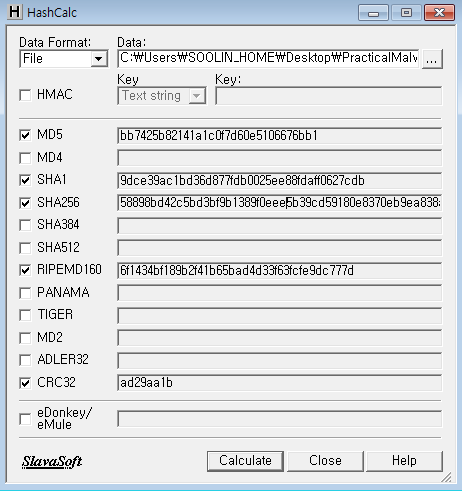 HashCalc
Data Format: Data:
File C:₩Users₩SOOLIN_HOME₩Desktop₩PracticalMalv ...
Key Key:
HMAC Text string
MD5 bb7425b82141a1c0f7d60e5106676bb1
MD4
SHA1 9dce39ac1bd36d877fdb0025ee88fdaff0627cdb
SHA256 58898bd42c5bd3bf9b1389f0eee5b39cd59180e8370eb9ea838
SHA384
SHA512
RIPEMD160 6f1434bf189b2f41b65bad4d33f63fcfe9dc777d
PANAMA
TIGER
MD2
ADLER32
CRC32 ad29aa1b
eDonkey/
eMule
SlavaSoft Calculate Close Help